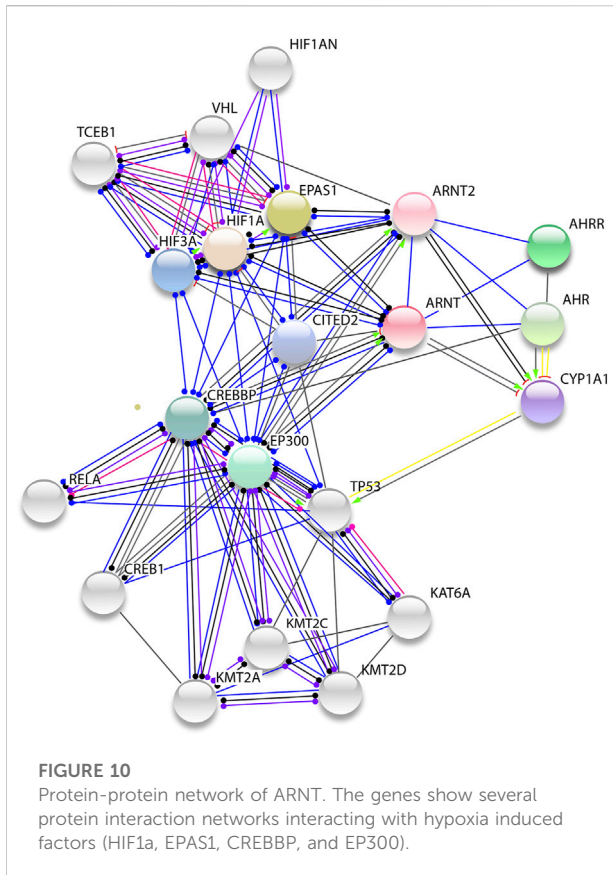 HIF1AN
VHL
TCEB1
EPAS1
ARNT2
HIF1A
AHRR
HIF3A
ARNT
AHR
CITED2
CYP1A1
CREBBP
EP300
RELA
TP53
CREB1
KAT6A
KMT2C
KMT2A
KMT2D
FIGURE 10
Protein-protein network of ARNT. The genes show several
protein interaction networks interacting with hypoxia induced
factors (HIF1a, EPAS1, CREBBP, and EP300).